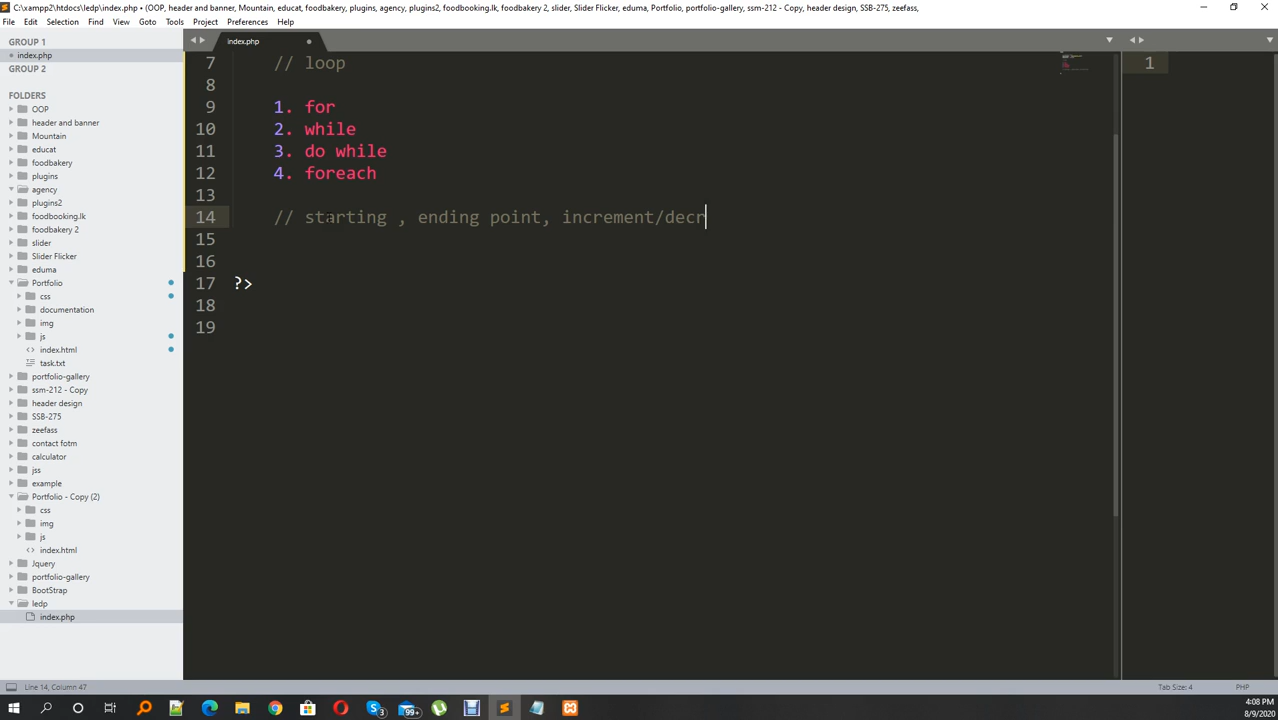 C:\xampp2\htdocs\ledp\index.php • (OOP, header and banner, Mountain, educat, foodbakery, plugins, agency, plugins2, foodbooking.lk, foodbakery 2, slider, Slider Flicker, eduma, Portfolio, portfolio-gallery, ssm-212 - Copy, header design, SSB-275, zeefass,
File Edit Selection Find View Goto Tools Project Preferences Help
GROUP 1
index.php
GROUP 2
FOLDERS
OOP
header and banner
Mountain
educat
foodbakery
plugins
agency
plugins2
foodbooking.lk
foodbakery 2
slider
Slider Flicker
eduma
Portfolio
css
documentation
img
js
index.html
task.txt
portfolio-gallery
ssm-212 - Copy
header design
SSB-275
zeefass
contact fotm
calculator
jss
example
Portfolio - Copy (2)
css
img
js
index.html
Jquery
portfolio-gallery
BootStrap
ledp
index.php
index.php
7 // loop
8
9 1. for
10 2. while
11 3. do while
12 4. foreach
13
14 // starting , ending point, increment/decr
15
16
17 ?>
18
19
1
Line 14, Column 47
Tab Size: 4
PHP
3
99+
4:08 PM
8/9/2020